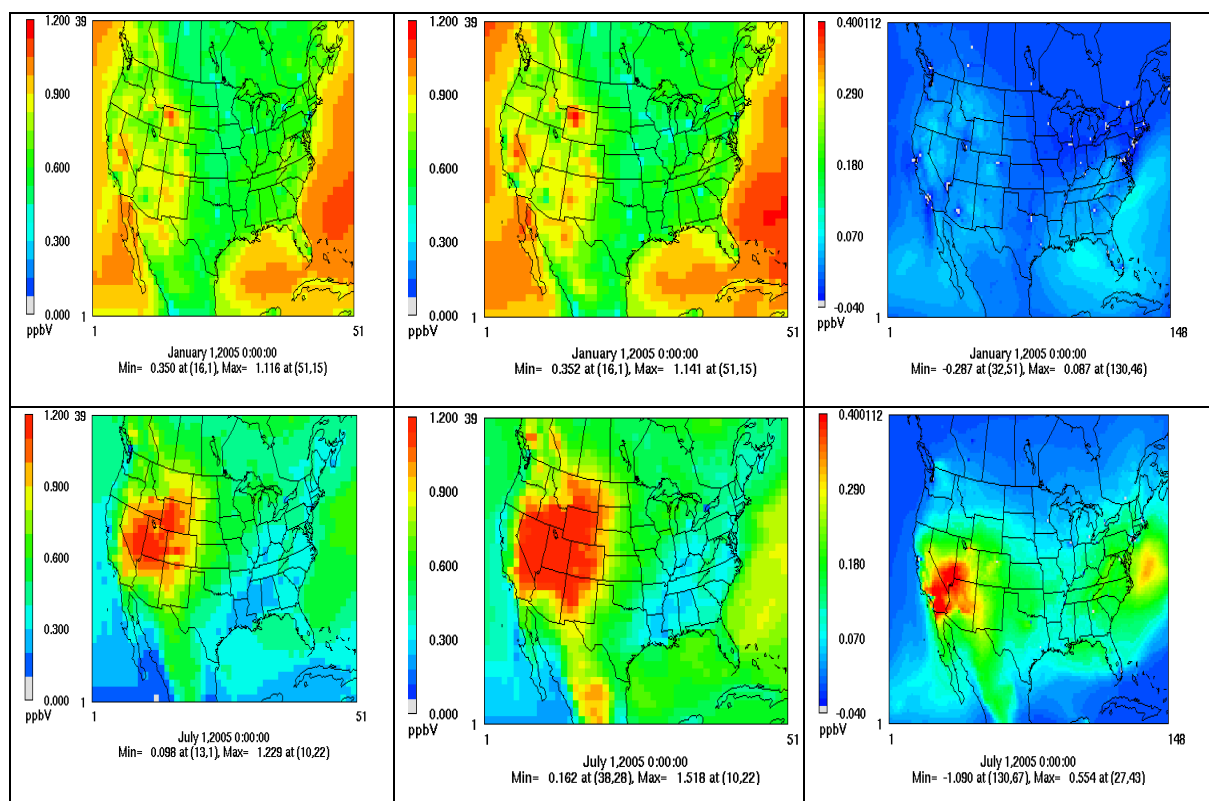 1.200
0.900
0.600
0.300
0.000
ppbV
39
1
1
51
January 1,2005 0:00:00
Min= 0.350 at (16,1), Max= 1.116 at (51,15)
1.200
0.900
0.600
0.300
0.000
ppbV
39
1
1
51
January 1,2005 0:00:00
Min= 0.352 at (16,1), Max= 1.141 at (51,15)
0.400112
0.290
0.180
0.070
-0.040
ppbV
1
1
148
January 1,2005 0:00:00
Min= -0.287 at (32,51), Max= 0.087 at (130,46)
1.200
0.900
0.600
0.300
0.000
ppbV
39
1
1
51
July 1,2005 0:00:00
Min= 0.098 at (13,1), Max= 1.229 at (10,22)
1.200
0.900
0.600
0.300
0.000
ppbV
39
1
1
51
July 1,2005 0:00:00
Min= 0.162 at (38,28), Max= 1.518 at (10,22)
0.400112
0.290
0.180
0.070
-0.040
ppbV
1
1
148
July 1,2005 0:00:00
Min= -1.090 at (130,67), Max= 0.554 at (27,43)